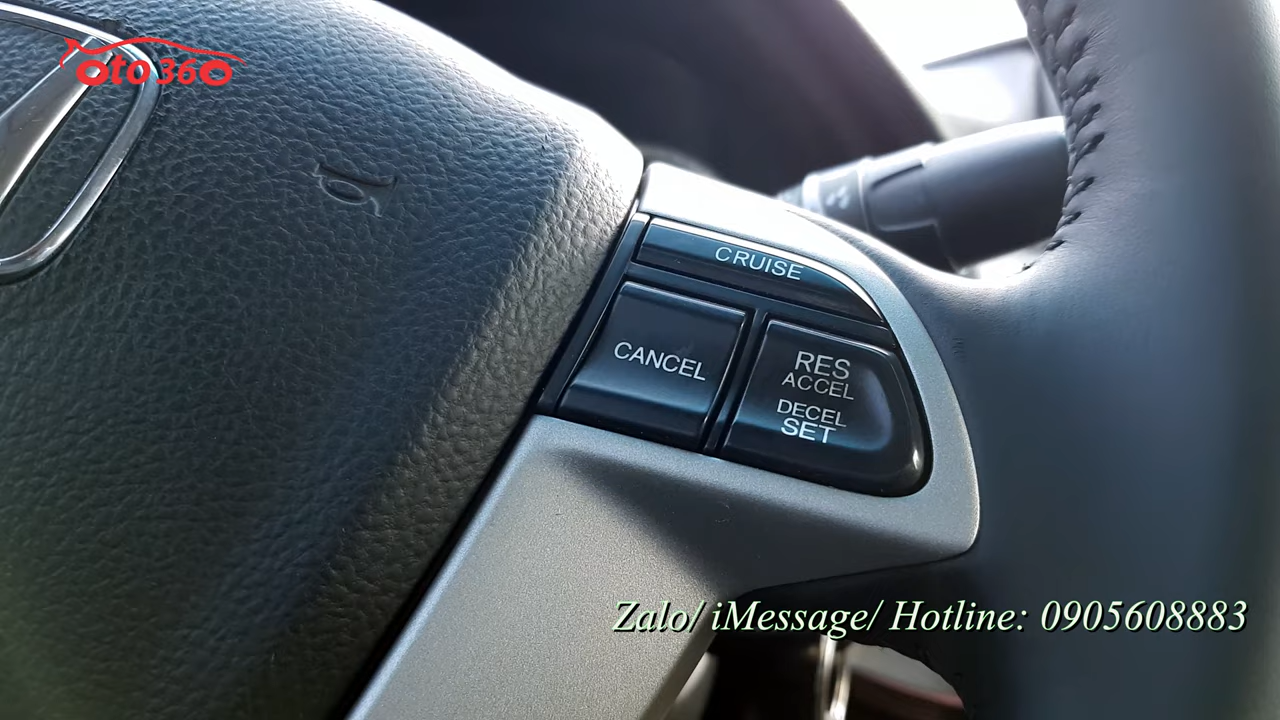 oto360
CRUISE
CANCEL
RES
ACCEL
DECEL
SET
Zalo/ iMessage/ Hotline: 0905608883